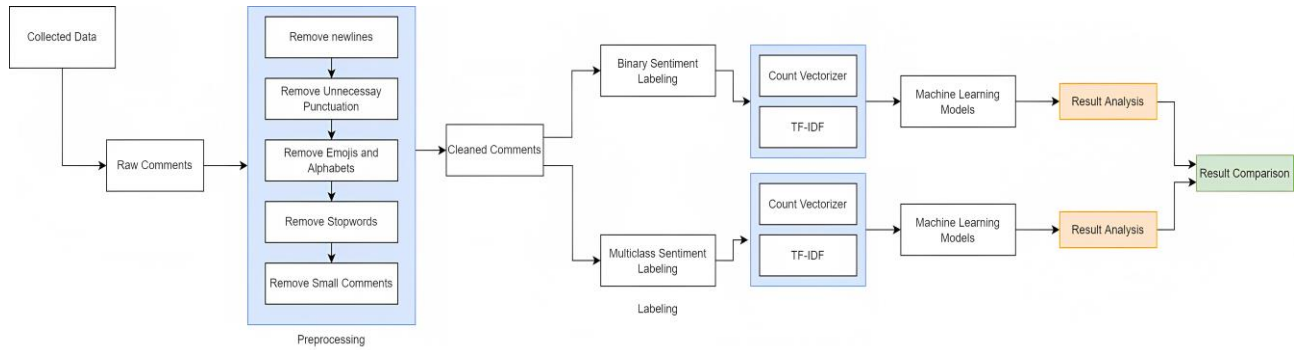 Collected Data
Raw Comments
Remove newlines
Remove Unnecessay
Punctuation
Remove Emojis and
Alphabets
Remove Stopwords
Remove Small Comments
Preprocessing
Cleaned Comments
Binary Sentiment
Labeling
Multiclass Sentiment
Labeling
Labeling
Count Vectorizer
TF-IDF
Machine Learning
Models
Result Analysis
Count Vectorizer
TF-IDF
Machine Learning
Models
Result Analysis
Result Comparison